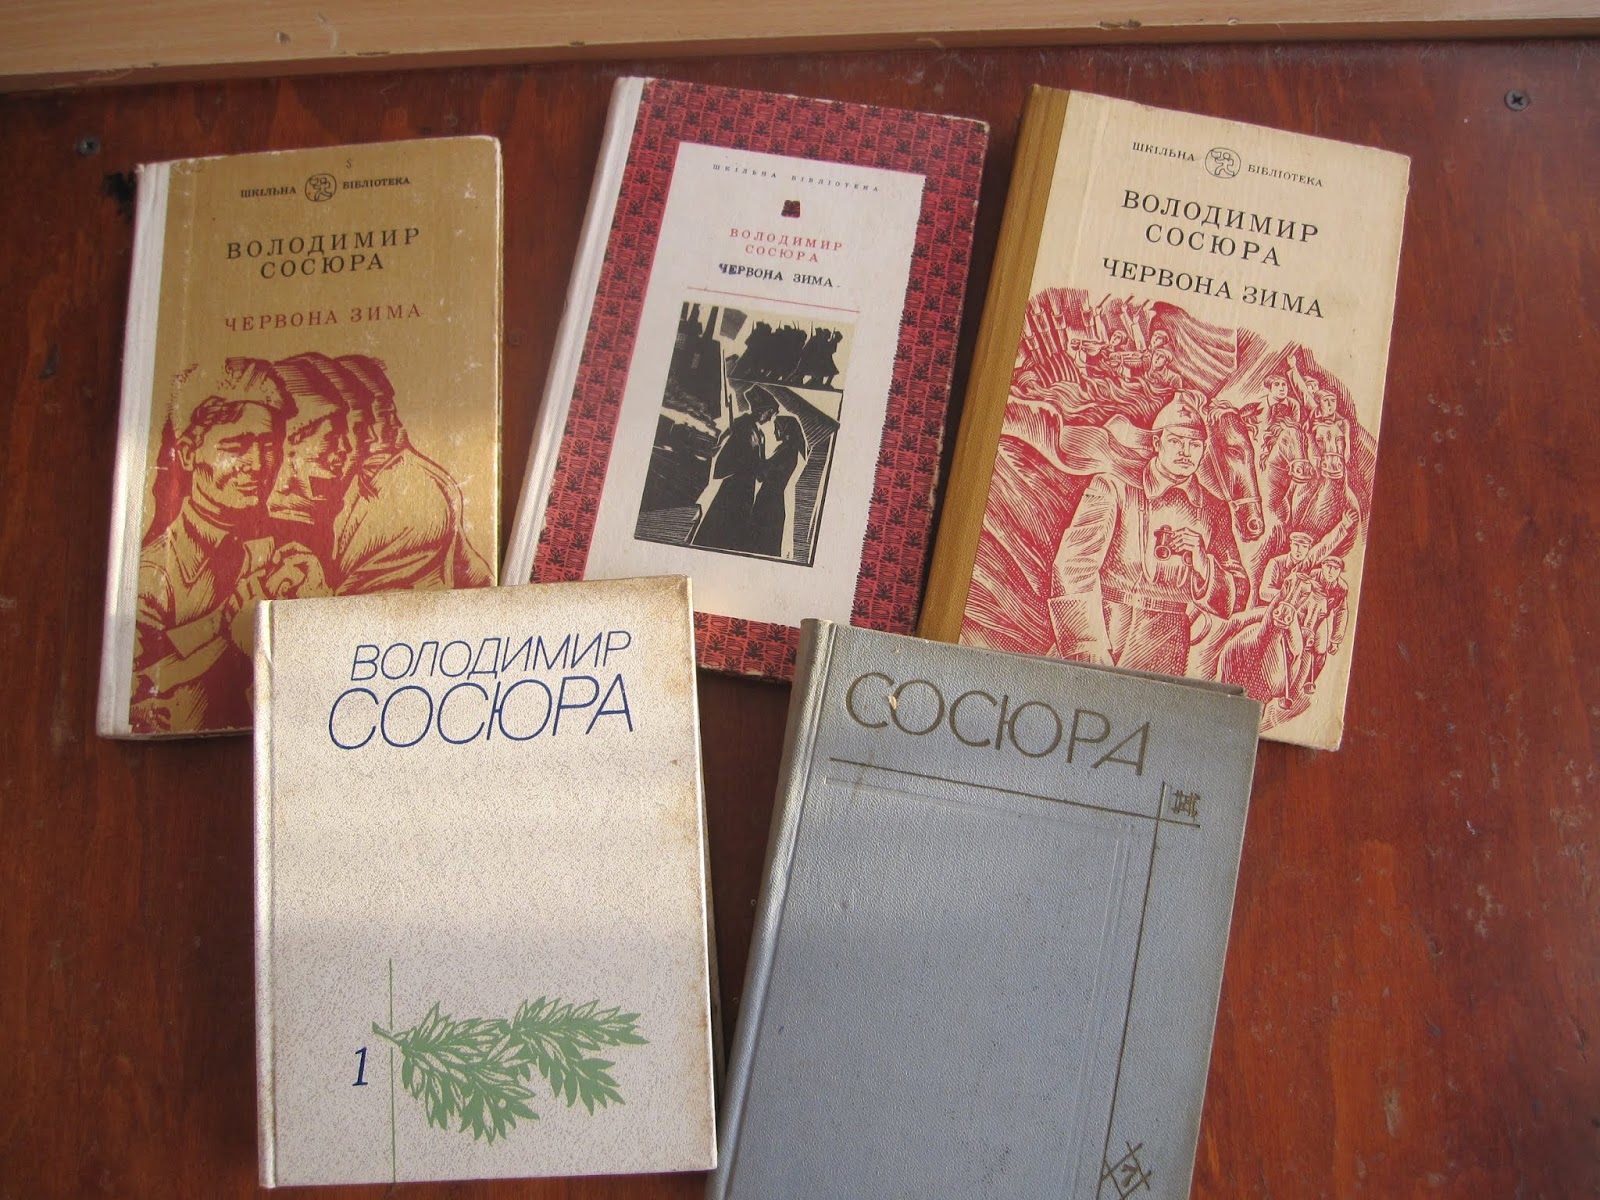 ШКІЛЬНА БІБЛІОТЕКА
ВОЛОДИМИР
СОСЮРА
ЧЕРВОНА ЗИМА
ШКІЛЬНА БІБЛІОТЕКА
ВОЛОДИМИР
СОСЮРА
ЧЕРВОНА ЗИМА
ШКІЛЬНА БІБЛІОТЕКА
ВОЛОДИМИР
СОСЮРА
ЧЕРВОНА ЗИМА
ВОЛОДИМИР
СОСЮРА
1
СОСЮРА